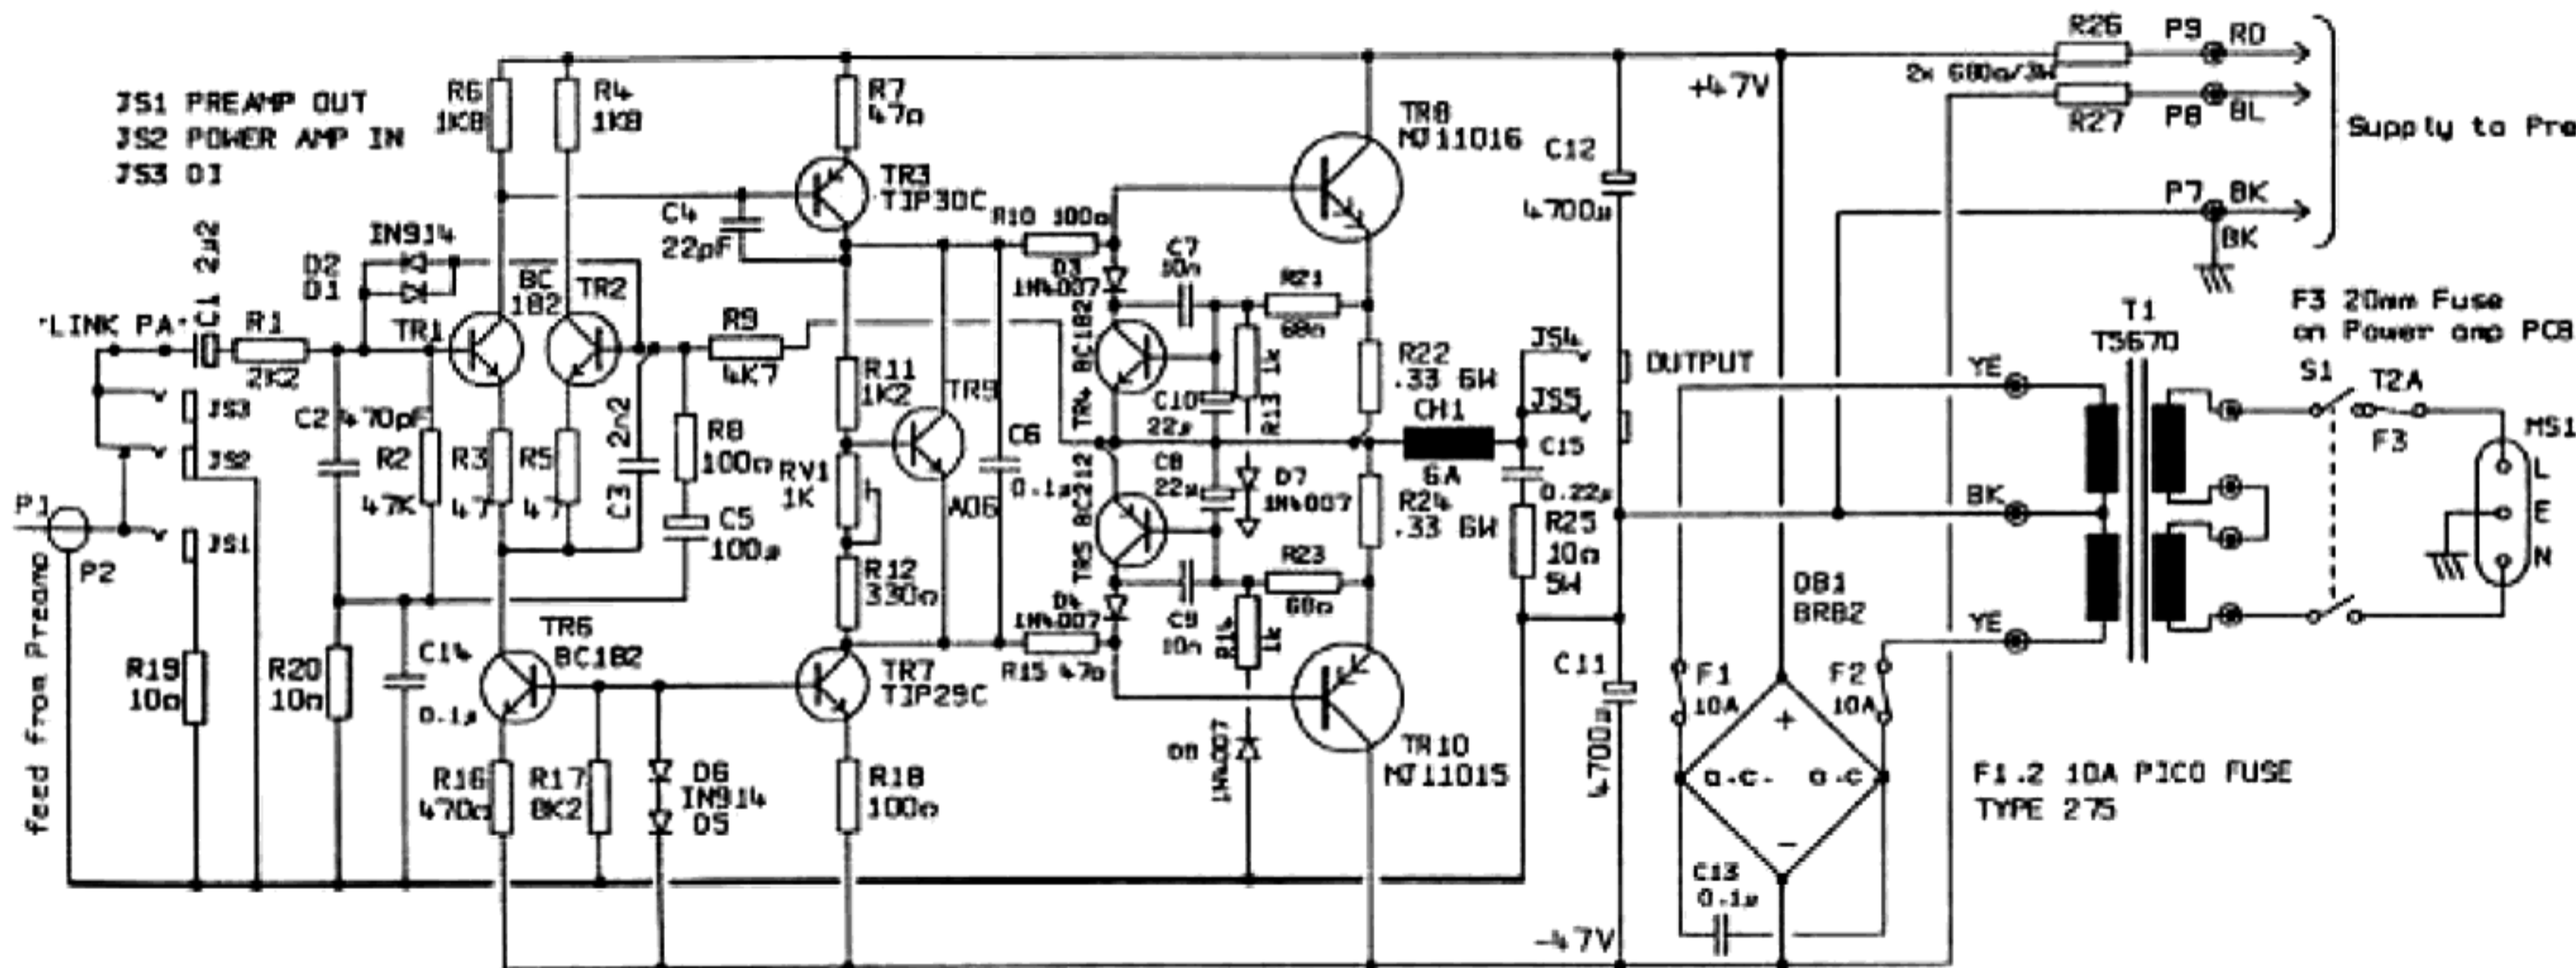 JS1 PREAMP OUT
JS2 POWER AMP IN
JS3 DI
R6
1K8
R4
1K8
R7
47Ω
TR3
TIP30C
C4
22pF
IN914
D2
D1
BC
182
TR2
TR1
"LINK PA"
C1 2µ2
R1
2K2
JS3
JS2
JS1
P1
P2
feed from Preamp
C2 470pF
R2
47K
R3
47
R5
47
C3 2n2
R9
4K7
R8
100Ω
C5
100µ
R11
1K2
RV1
1K
R12
330Ω
TR9
A06
C6
0.1µ
R10 100Ω
D3
1N4007
C7
10n
R21
68Ω
TR4 BC182
C10
22µ
R13 1k
TR5 BC212
C8
22µ
D7
1N4007
R23
68Ω
D4
1N4007
C9
10n
R14
1k
R15 47Ω
D8
1N4007
TR8
MJ11016
R22
.33 6W
CH1
6A
R24
.33 6W
TR10
MJ11015
JS4
JS5
OUTPUT
C15
0.22µ
R25
10Ω
5W
C12
4700µ
C11
4700µ
+47V
-47V
R19
10Ω
R20
10Ω
C14
0.1µ
TR6
BC182
TR7
TIP29C
R16
470Ω
R17
8K2
D6
IN914
D5
R18
100Ω
R26
2x 680Ω/3W
R27
P9
RD
P8
BL
P7
BK
BK
Supply to Pre
F3 20mm Fuse
on Power amp PCB
T1
T5670
YE
BK
YE
S1
T2A
F3
MS1
L
E
N
DB1
BRB2
F1
10A
F2
10A
+
a.c.
a.c
-
C13
0.1µ
F1.2 10A PICO FUSE
TYPE 275